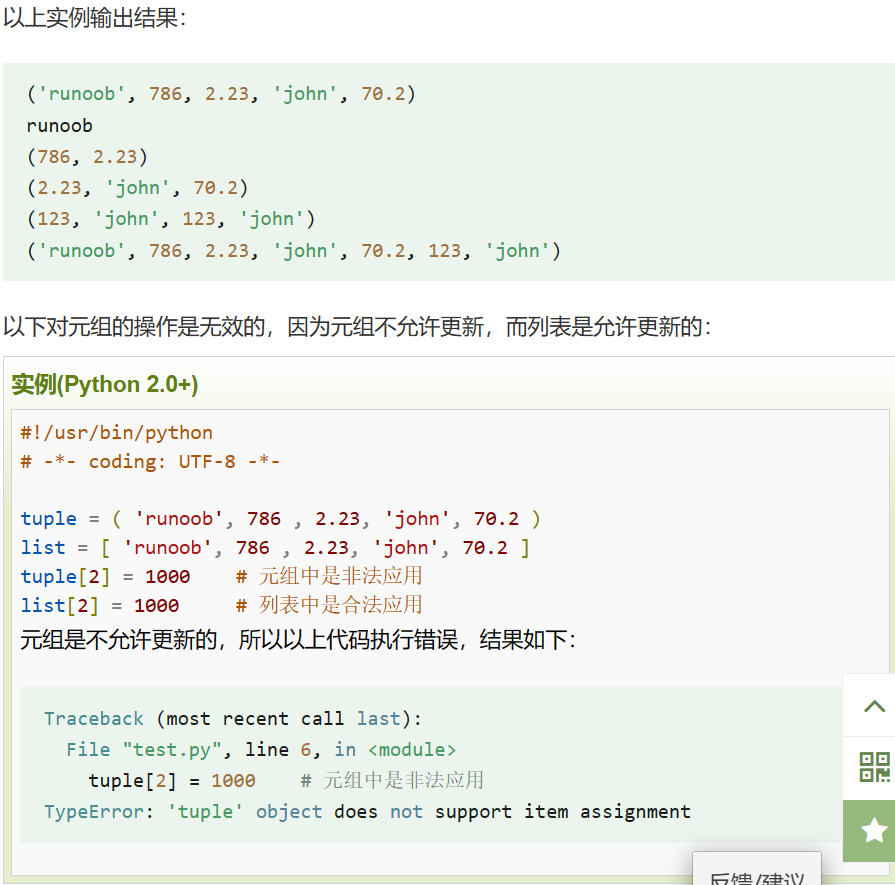 以上实例输出结果：
('runoob', 786, 2.23, 'john', 70.2)
runoob
(786, 2.23)
(2.23, 'john', 70.2)
(123, 'john', 123, 'john')
('runoob', 786, 2.23, 'john', 70.2, 123, 'john')
以下对元组的操作是无效的，因为元组不允许更新，而列表是允许更新的：
实例(Python 2.0+)
#!/usr/bin/python
# -*- coding: UTF-8 -*-
tuple = ( 'runoob', 786 , 2.23, 'john', 70.2 )
list = [ 'runoob', 786 , 2.23, 'john', 70.2 ]
tuple[2] = 1000    # 元组中是非法应用
list[2] = 1000     # 列表中是合法应用
元组是不允许更新的，所以以上代码执行错误，结果如下：
Traceback (most recent call last):
  File "test.py", line 6, in <module>
    tuple[2] = 1000    # 元组中是非法应用
TypeError: 'tuple' object does not support item assignment
反馈/建议